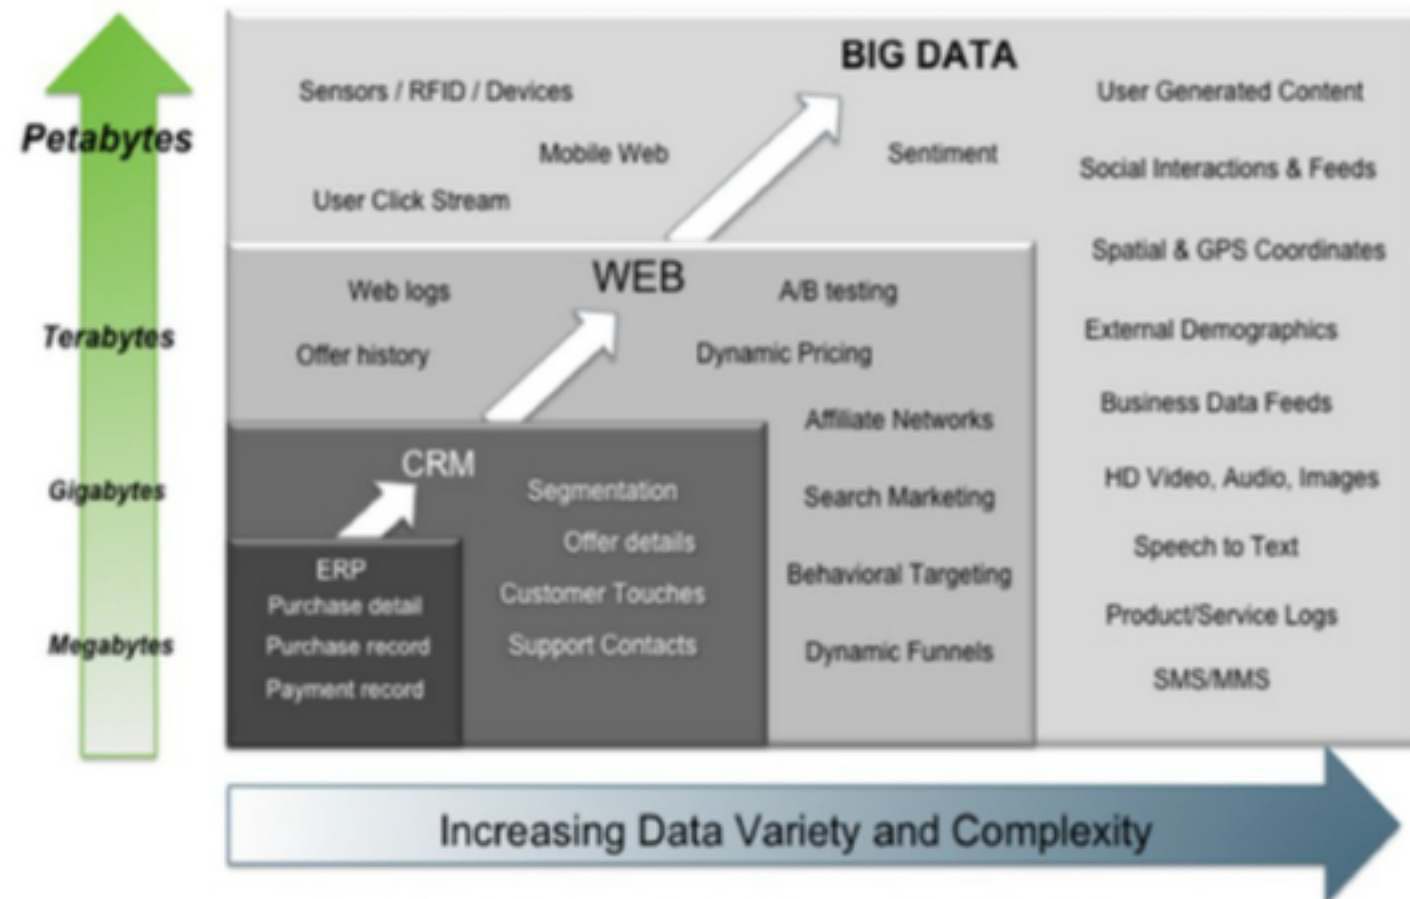 Petabytes
Terabytes
Gigabytes
Megabytes
BIG DATA
Sensors / RFID / Devices
Mobile Web
User Click Stream
Sentiment
User Generated Content
Social Interactions & Feeds
Spatial & GPS Coordinates
External Demographics
Business Data Feeds
HD Video, Audio, Images
Speech to Text
Product/Service Logs
SMS/MMS
WEB
Web logs
Offer history
A/B testing
Dynamic Pricing
Affiliate Networks
Search Marketing
Behavioral Targeting
Dynamic Funnels
CRM
Segmentation
Offer details
Customer Touches
Support Contacts
ERP
Purchase detail
Purchase record
Payment record
Increasing Data Variety and Complexity